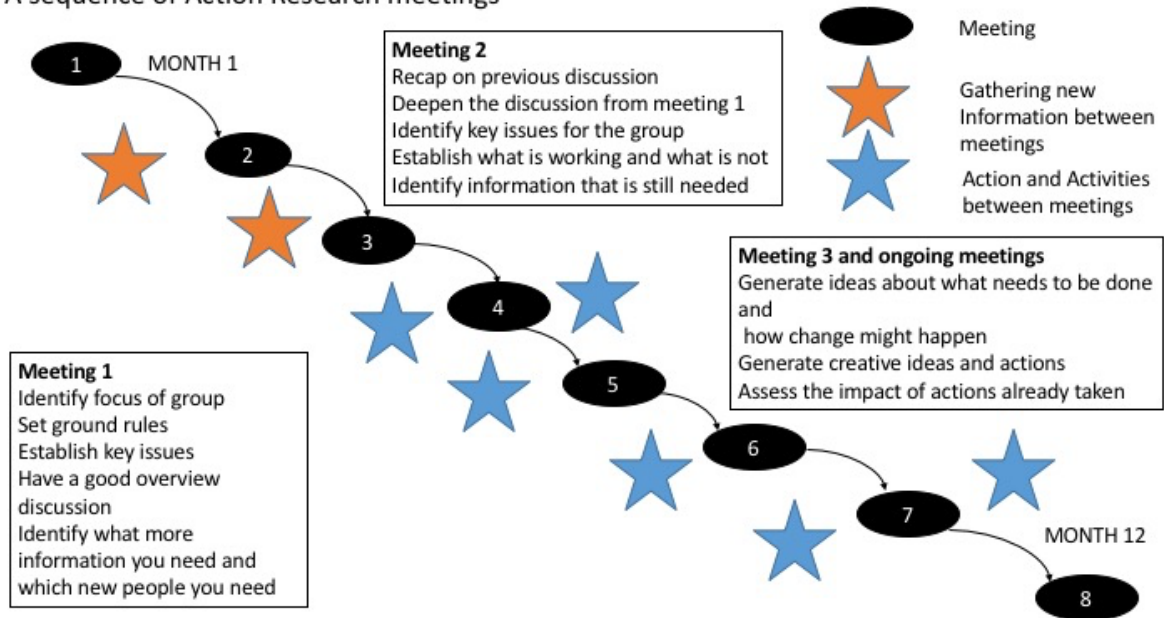 A sequence of Action Research meetings
1
MONTH 1
2
3
4
5
6
7
MONTH 12
8
Meeting 2
Recap on previous discussion
Deepen the discussion from meeting 1
Identify key issues for the group
Establish what is working and what is not
Identify information that is still needed
Meeting
Gathering new
Information between
meetings
Action and Activities
between meetings
Meeting 3 and ongoing meetings
Generate ideas about what needs to be done
and
how change might happen
Generate creative ideas and actions
Assess the impact of actions already taken
Meeting 1
Identify focus of group
Set ground rules
Establish key issues
Have a good overview
discussion
Identify what more
information you need and
which new people you need